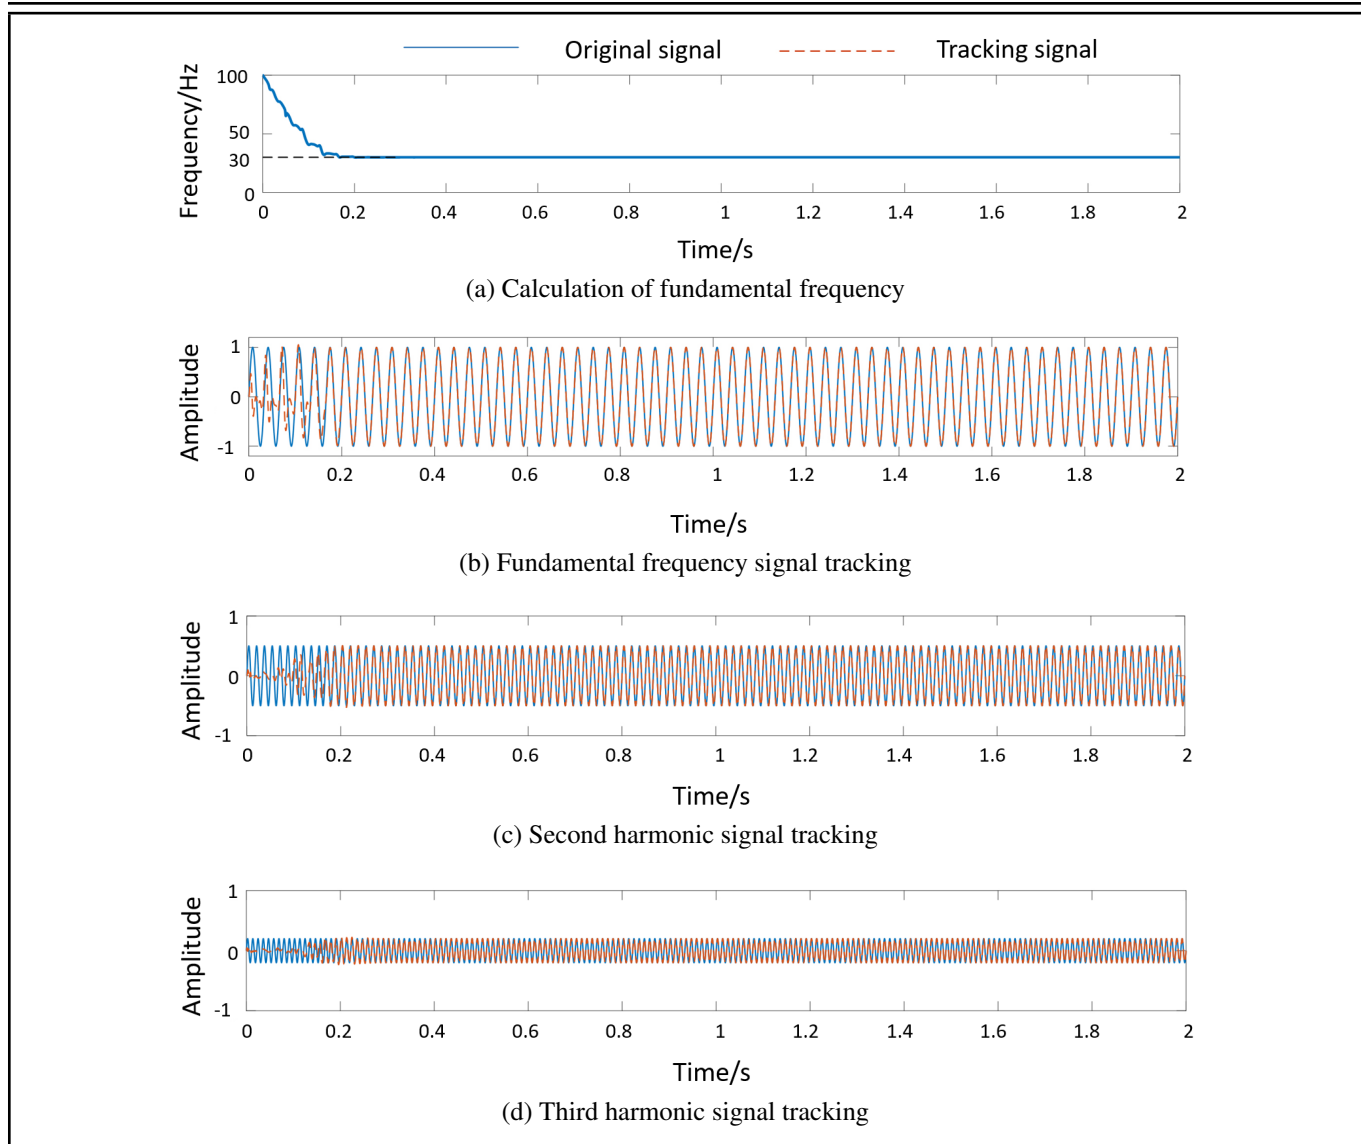 Original signal Tracking signal
Frequency/Hz
100
50
30
0
0 0.2 0.4 0.6 0.8 1 1.2 1.4 1.6 1.8 2
Time/s
(a) Calculation of fundamental frequency
Amplitude
1
0
-1
0 0.2 0.4 0.6 0.8 1 1.2 1.4 1.6 1.8 2
Time/s
(b) Fundamental frequency signal tracking
Amplitude
1
0
-1
0 0.2 0.4 0.6 0.8 1 1.2 1.4 1.6 1.8 2
Time/s
(c) Second harmonic signal tracking
Amplitude
1
0
-1
0 0.2 0.4 0.6 0.8 1 1.2 1.4 1.6 1.8 2
Time/s
(d) Third harmonic signal tracking